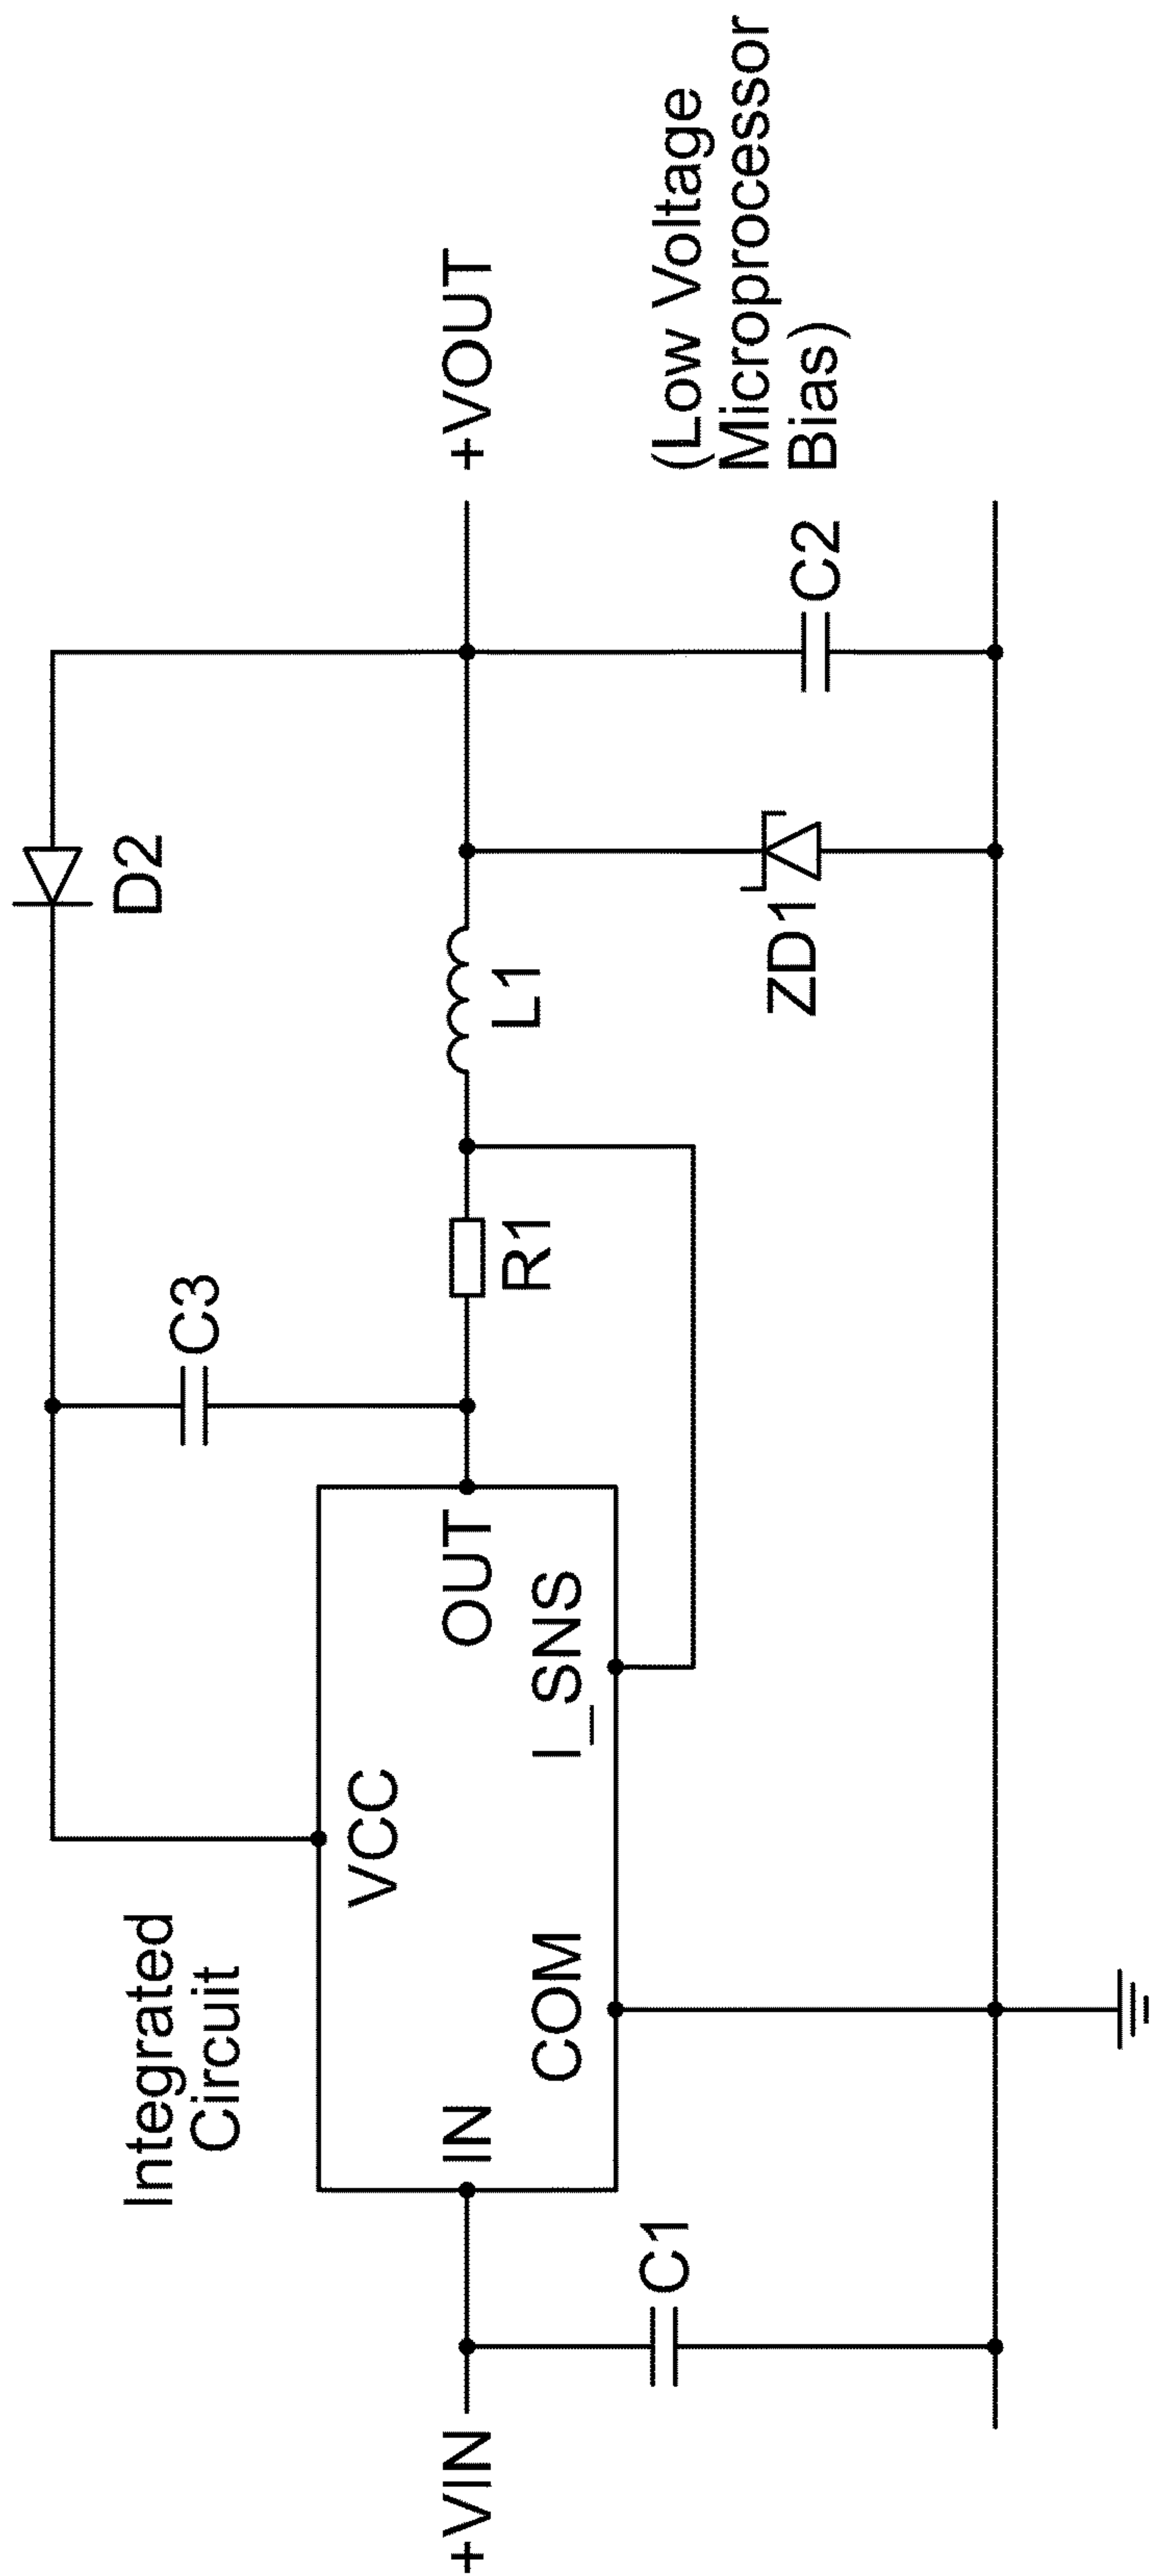 Integrated
Circuit
D2
C3
VCC
+VIN
IN
OUT
R1
L1
+VOUT
COM
I_SNS
C1
ZD1
C2
(Low Voltage
Microprocessor
Bias)